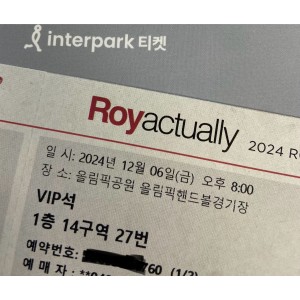 interpark 티켓
Royactually 2024 R
일 시: 2024년 12월 06일(금) 오후 8:00
장 소: 올림픽공원 올림픽핸드볼경기장
VIP석
1층 14구역 27번
예약번호: 760 (1/2)
예 매 자 :